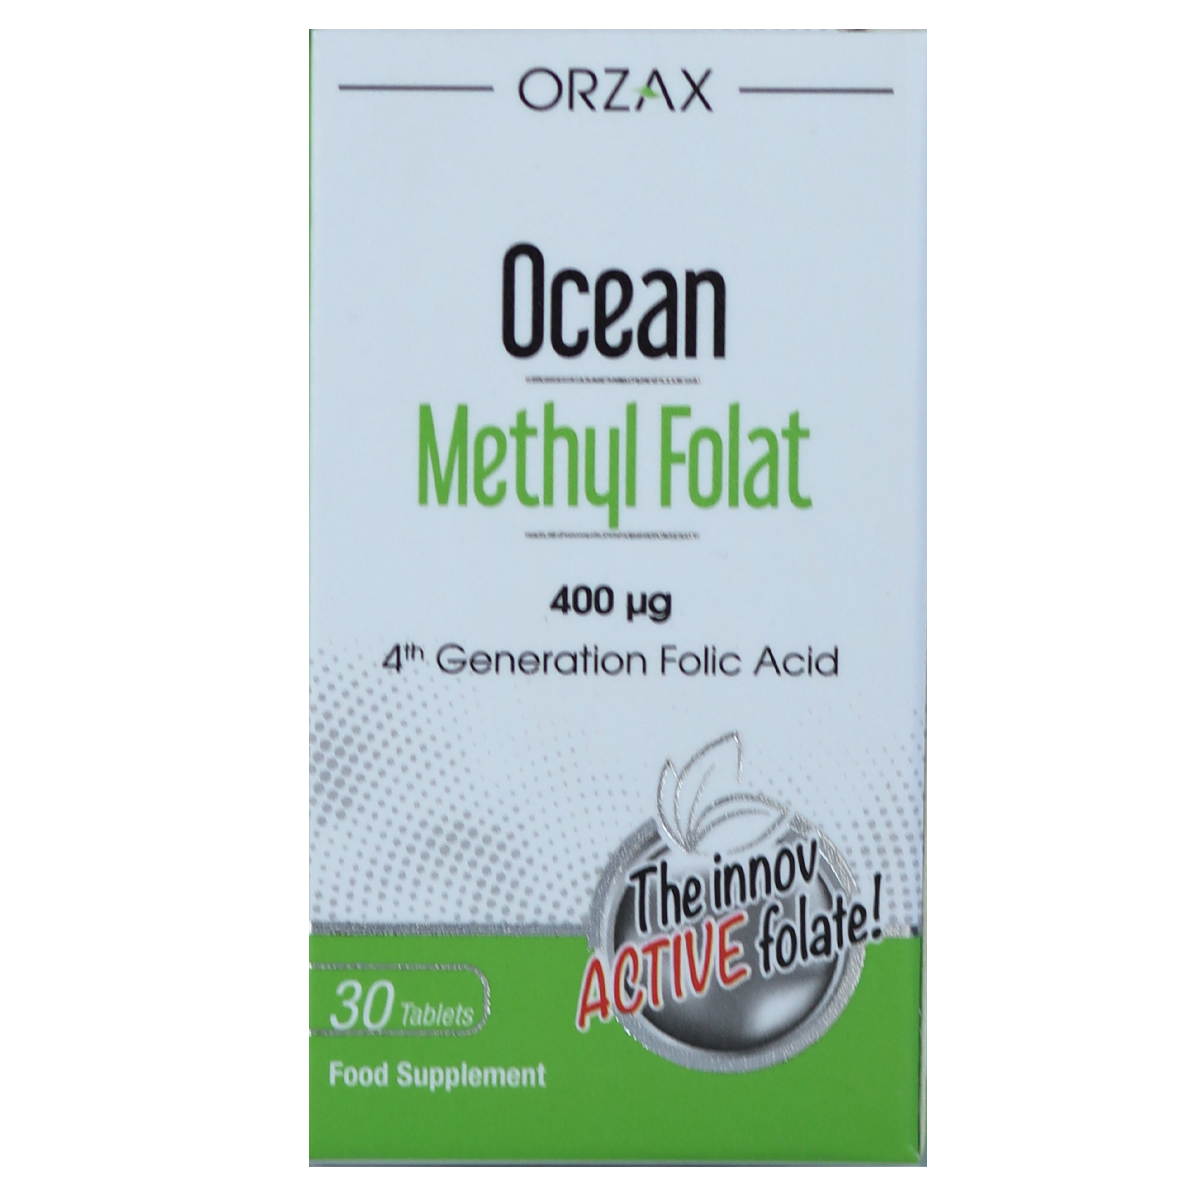 ORZAX
Ocean
Methyl Folat
400 µg
4th Generation Folic Acid
The innov
ACTIVE folate!
30 Tablets
Food Supplement